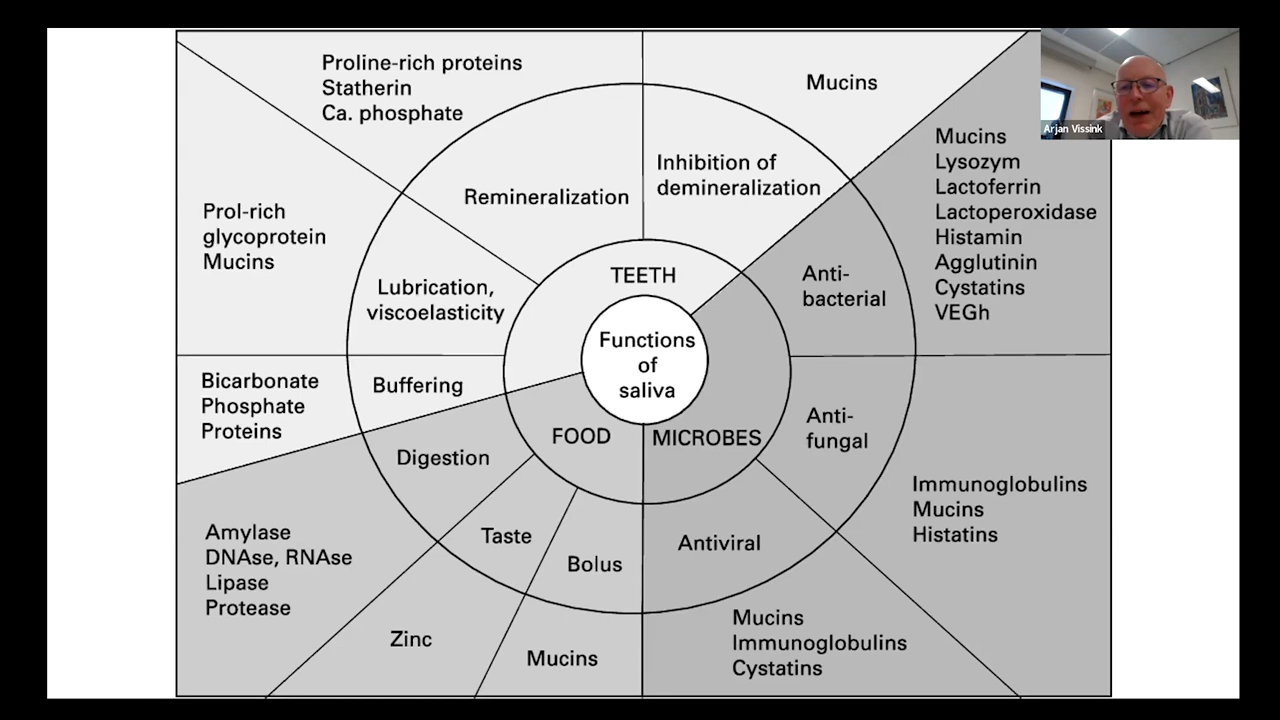 Proline-rich proteins
Statherin
Ca. phosphate
Mucins
Arjan Vissink
Mucins
Lysozym
Lactoferrin
Lactoperoxidase
Histamin
Agglutinin
Cystatins
VEGh
Inhibition of
demineralization
Remineralization
Prol-rich
glycoprotein
Mucins
Lubrication,
viscoelasticity
TEETH
Anti-
bacterial
Functions
of
saliva
Bicarbonate
Phosphate
Proteins
Buffering
FOOD
MICROBES
Anti-
fungal
Digestion
Immunoglobulins
Mucins
Histatins
Amylase
DNAse, RNAse
Lipase
Protease
Taste
Bolus
Antiviral
Zinc
Mucins
Mucins
Immunoglobulins
Cystatins